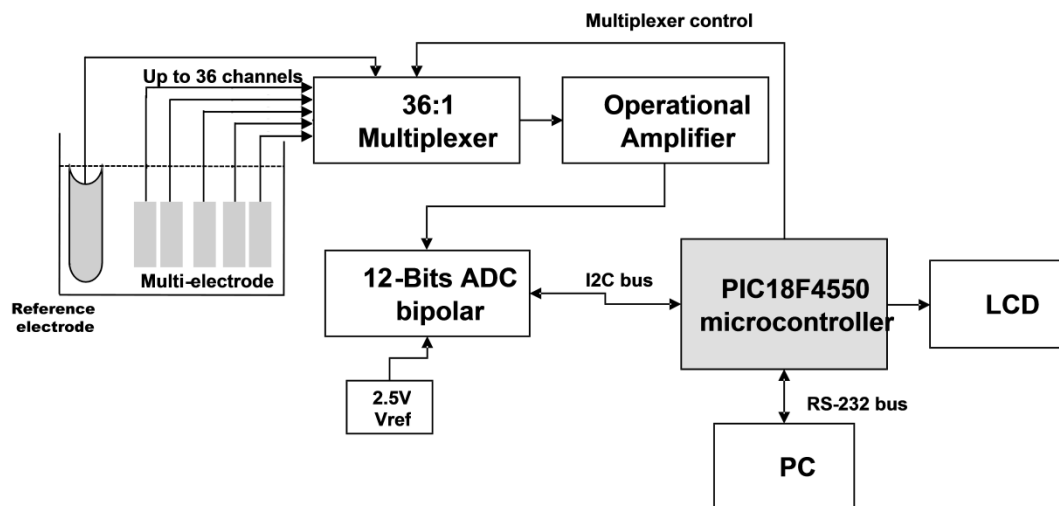 Multiplexer control
Up to 36 channels
36:1
Multiplexer
Operational
Amplifier
Multi-electrode
Reference
electrode
12-Bits ADC
bipolar
I2C bus
PIC18F4550
microcontroller
LCD
2.5V
Vref
RS-232 bus
PC